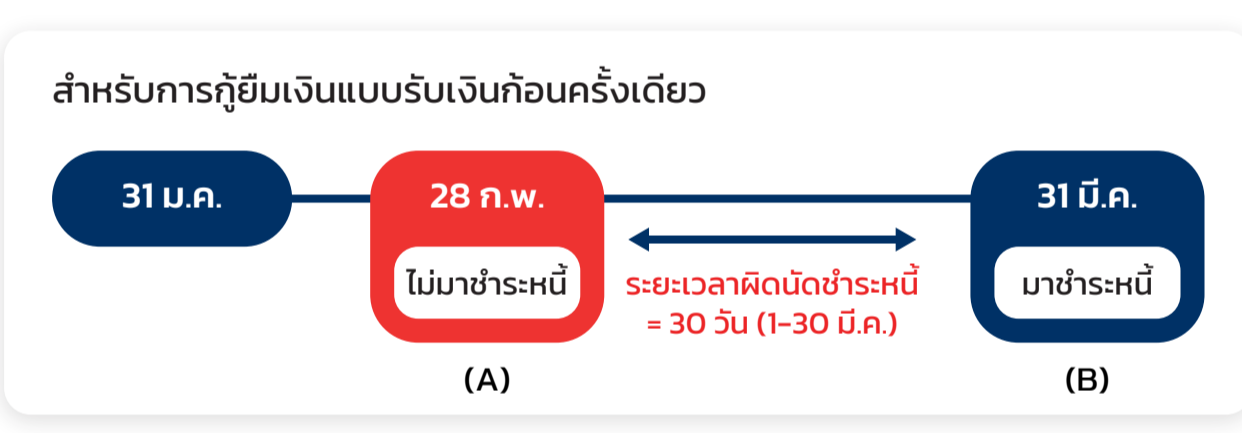 สำหรับการกู้ยืมเงินแบบรับเงินก้อนครั้งเดียว
31 ม.ค.
28 ก.พ.
31 มี.ค.
ไม่มาชำระหนี้
ระยะเวลาผิดนัดชำระหนี้
= 30 วัน (1-30 มี.ค.)
มาชำระหนี้
(A)
(B)